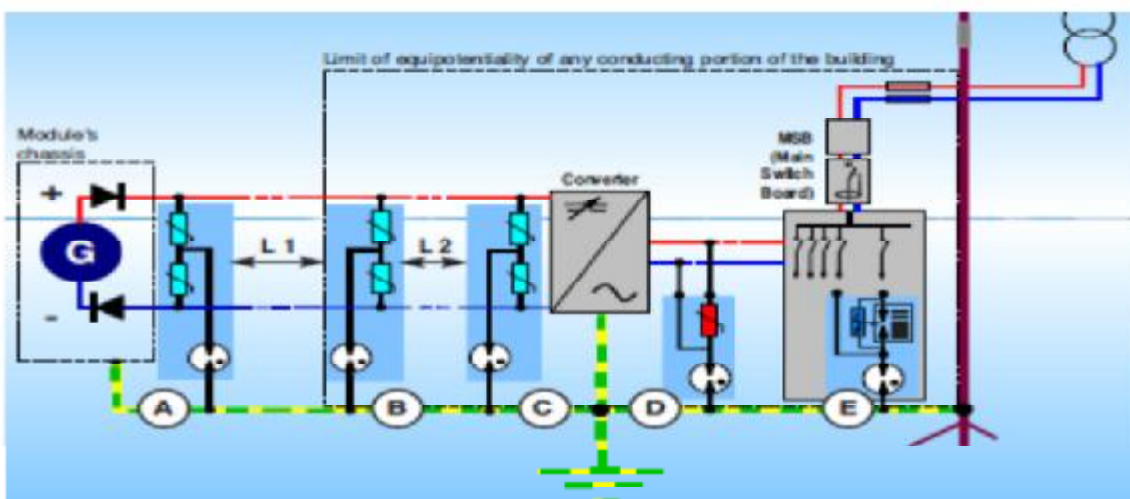 Limit of equipotentiality of any conducting portion of the building
Module's
chassis
+
G
-
L 1
L 2
Converter
MSB
(Main
Switch
Board)
A
B
C
D
E